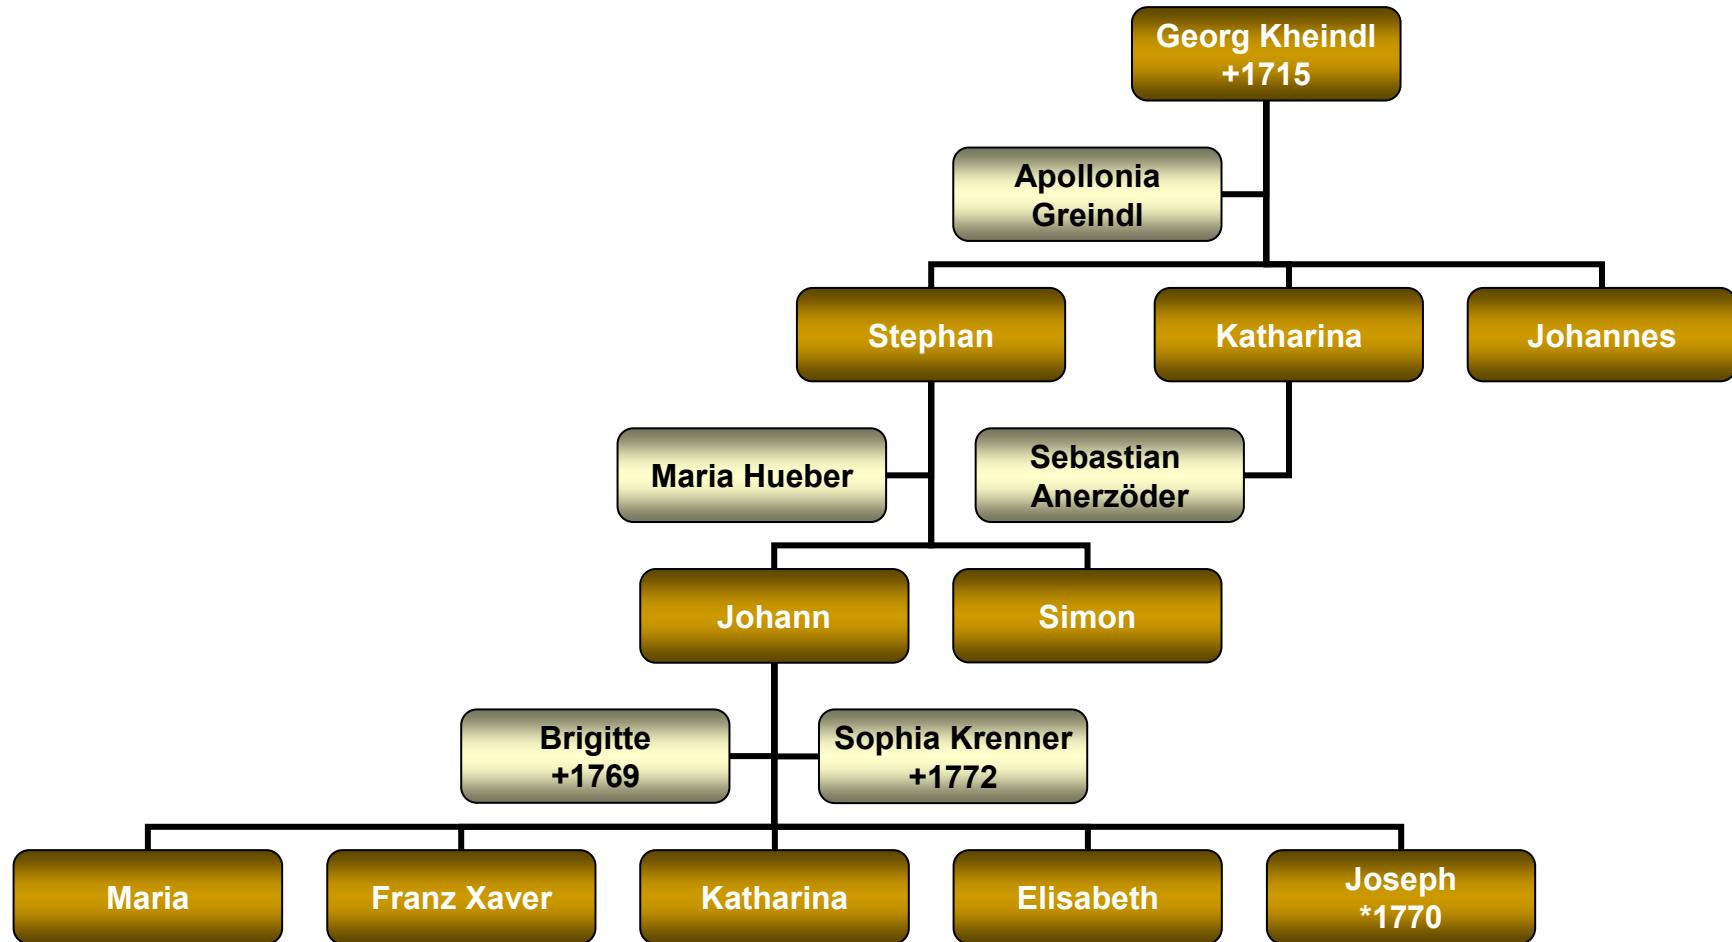 Georg Kheindl
+1715
Apollonia
Greindl
Stephan
Katharina
Johannes
Maria Hueber
Sebastian
Anerzöder
Johann
Simon
Brigitte
+1769
Sophia Krenner
+1772
Maria
Franz Xaver
Katharina
Elisabeth
Joseph
*1770